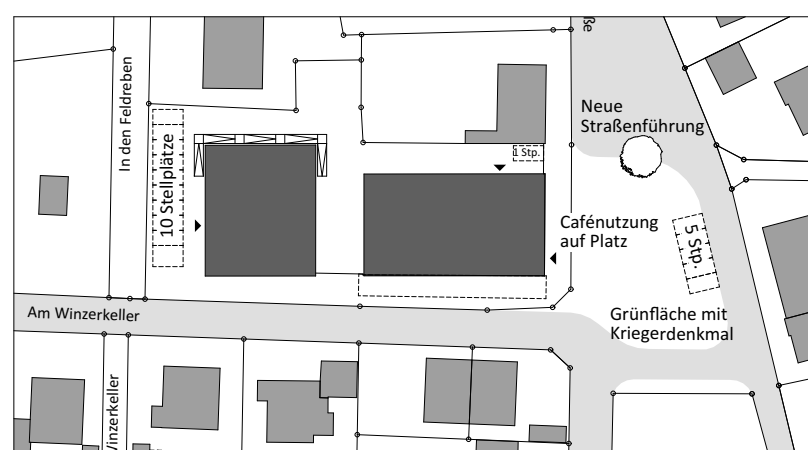 ße
In den Feldreben
10 Stellplätze
1 Stp.
Neue
Straßenführung
Cafénutzung
auf Platz
5 Stp.
Grünfläche mit
Kriegerdenkmal
Am Winzerkeller
Winzerkeller